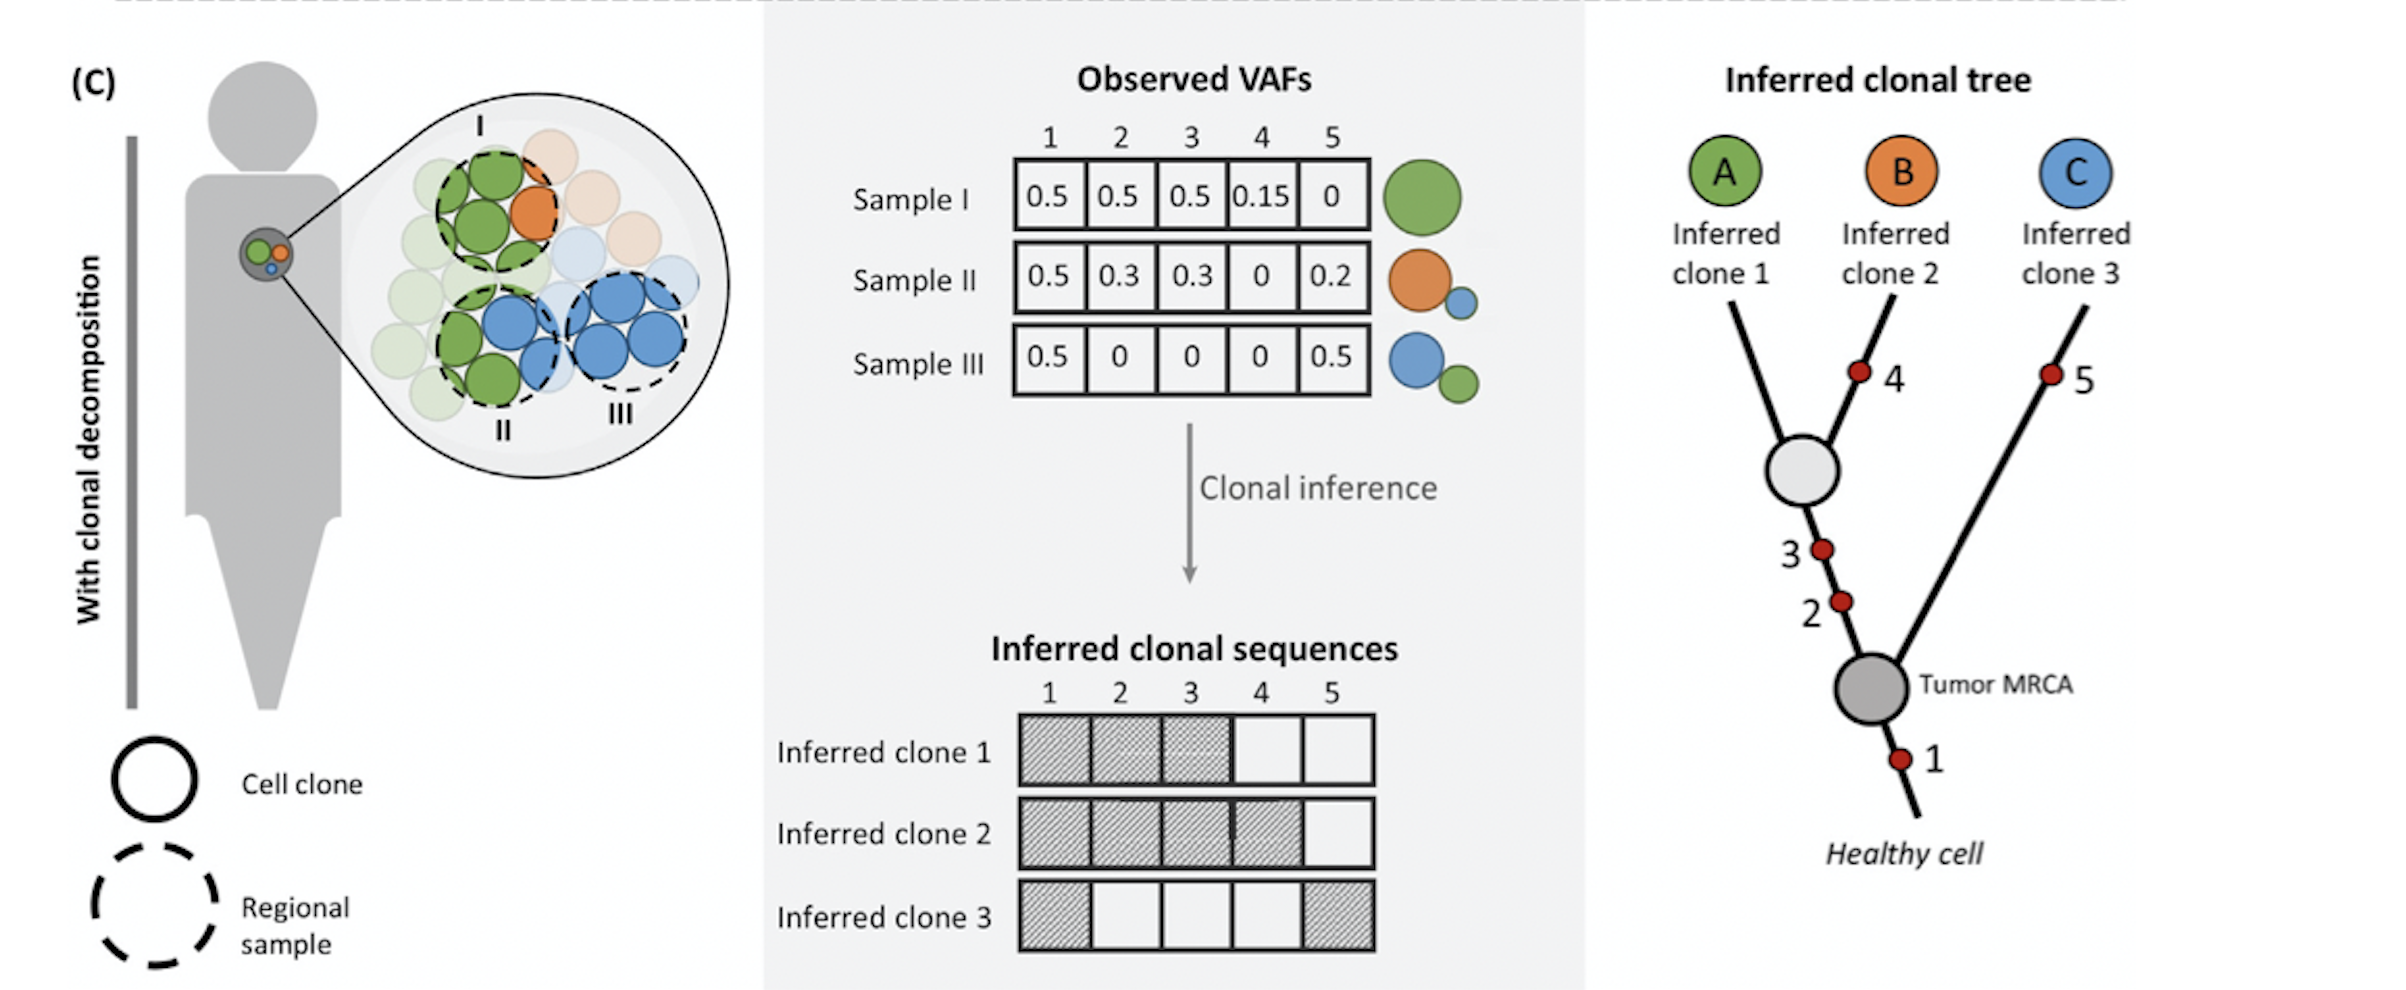 (C)
With clonal decomposition
I
II
III
Cell clone
Regional
sample
Observed VAFs
1 2 3 4 5
Sample I 0.5 0.5 0.5 0.15 0
Sample II 0.5 0.3 0.3 0 0.2
Sample III 0.5 0 0 0 0.5
Clonal inference
Inferred clonal sequences
1 2 3 4 5
Inferred clone 1
Inferred clone 2
Inferred clone 3
Inferred clonal tree
A B C
Inferred Inferred Inferred
clone 1 clone 2 clone 3
4 5
3
2
Tumor MRCA
1
Healthy cell